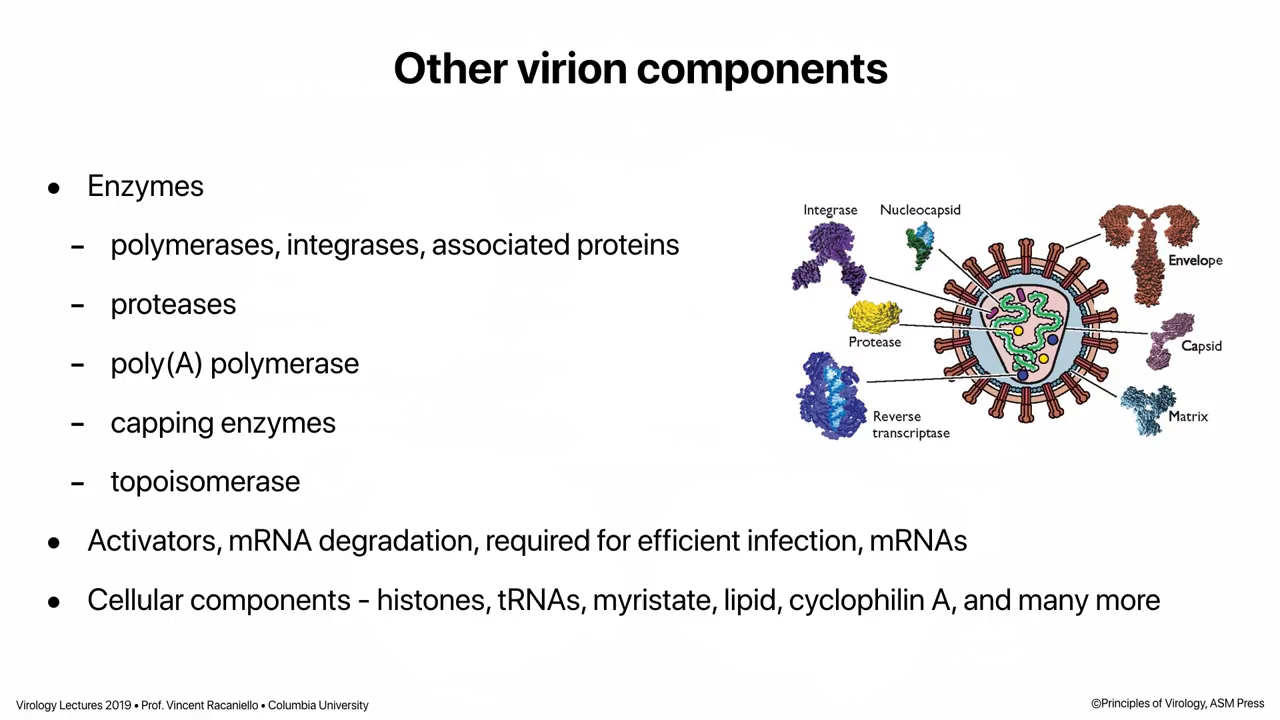 Other virion components
• Enzymes
– polymerases, integrases, associated proteins
– proteases
– poly(A) polymerase
– capping enzymes
– topoisomerase
• Activators, mRNA degradation, required for efficient infection, mRNAs
• Cellular components - histones, tRNAs, myristate, lipid, cyclophilin A, and many more
Integrase
Nucleocapsid
Envelope
Protease
Capsid
Reverse
transcriptase
Matrix
Virology Lectures 2019 • Prof. Vincent Racaniello • Columbia University
©Principles of Virology, ASM Press